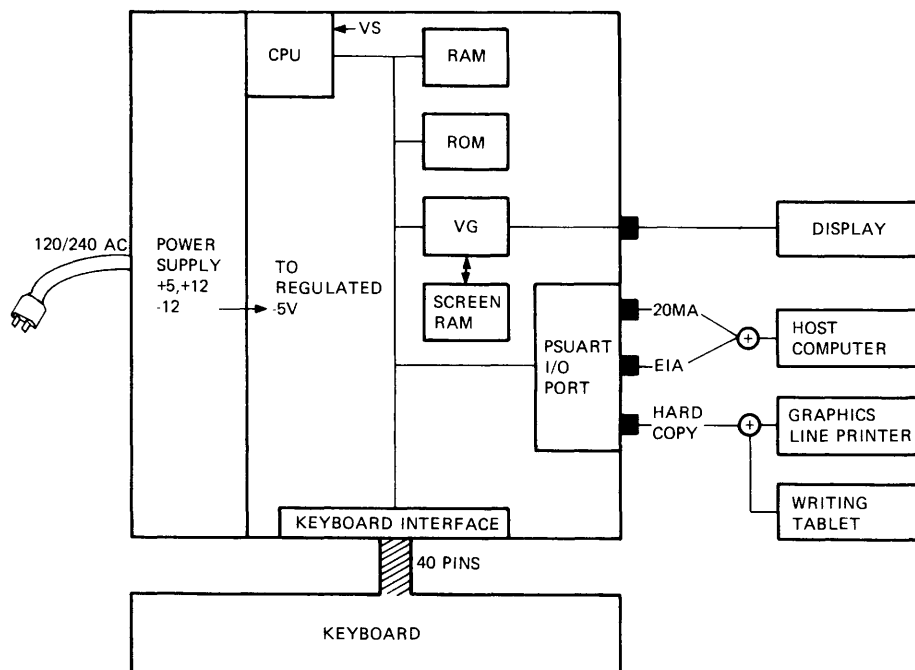 CPU
VS
RAM
ROM
VG
SCREEN
RAM
DISPLAY
120/240 AC
POWER
SUPPLY
+5,+12
-12
TO
REGULATED
-5V
PSUART
I/O
PORT
20MA
EIA
HARD
COPY
HOST
COMPUTER
GRAPHICS
LINE PRINTER
WRITING
TABLET
KEYBOARD INTERFACE
40 PINS
KEYBOARD